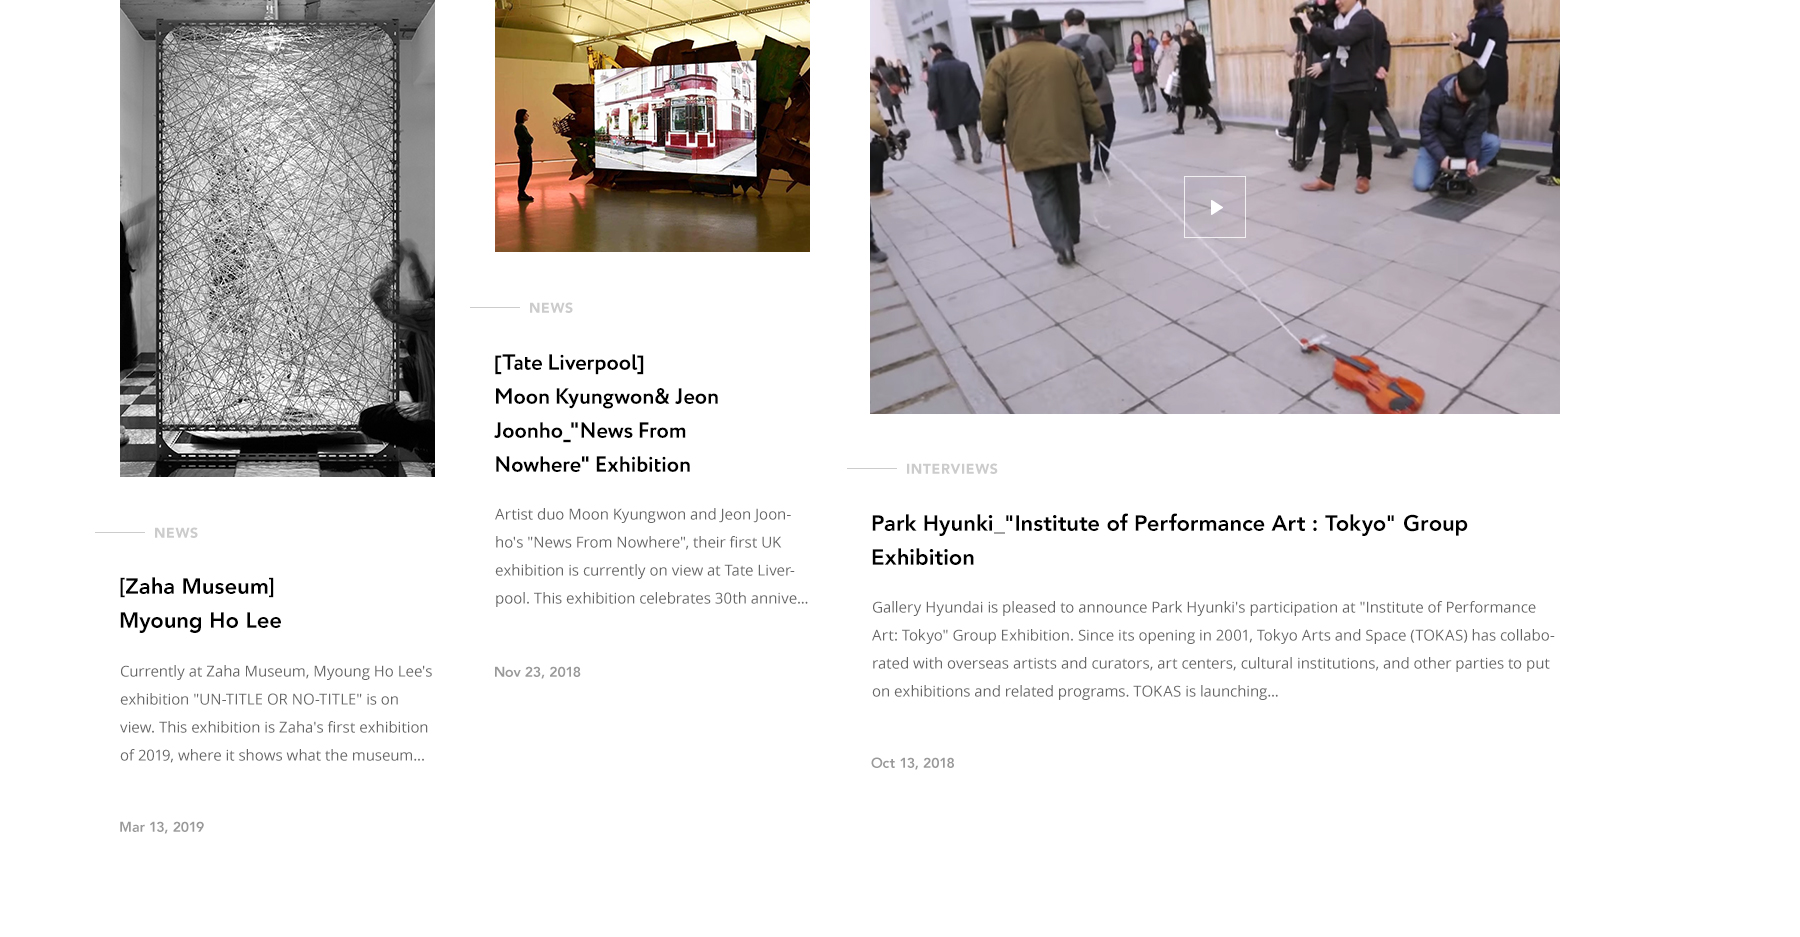 NEWS
[Zaha Museum]
Myoung Ho Lee
Currently at Zaha Museum, Myoung Ho Lee's
exhibition "UN-TITLE OR NO-TITLE" is on
view. This exhibition is Zaha's first exhibition
of 2019, where it shows what the museum...
Mar 13, 2019
NEWS
[Tate Liverpool]
Moon Kyungwon& Jeon
Joonho_"News From
Nowhere" Exhibition
Artist duo Moon Kyungwon and Jeon Joon-
ho's "News From Nowhere", their first UK
exhibition is currently on view at Tate Liver-
pool. This exhibition celebrates 30th annive...
Nov 23, 2018
INTERVIEWS
Park Hyunki_"Institute of Performance Art : Tokyo" Group
Exhibition
Gallery Hyundai is pleased to announce Park Hyunki's participation at "Institute of Performance
Art: Tokyo" Group Exhibition. Since its opening in 2001, Tokyo Arts and Space (TOKAS) has collabo-
rated with overseas artists and curators, art centers, cultural institutions, and other parties to put
on exhibitions and related programs. TOKAS is launching...
Oct 13, 2018